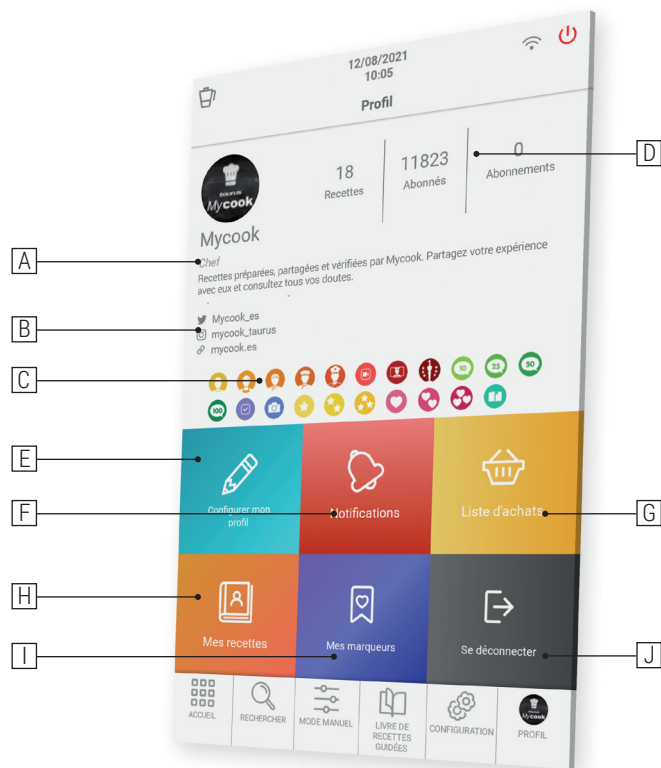 12/08/2021
10:05
Profil
D
TAURUS
Mycook
18
Recettes
11823
Abonnés
0
Abonnements
Mycook
A
Chef
Recettes préparées, partagées et vérifiées par Mycook. Partagez votre expérience
avec eux et consultez tous vos doutes.
Mycook_es
B
mycook_taurus
mycook.es
C
10
25
50
100
E
Configurer mon
profil
F
Notifications
Liste d'achats
G
H
Mes recettes
I
Mes marqueurs
Se déconnecter
J
ACCUEIL
RECHERCHER
MODE MANUEL
LIVRE DE
RECETTES
GUIDÉES
CONFIGURATION
Mycook
PROFIL